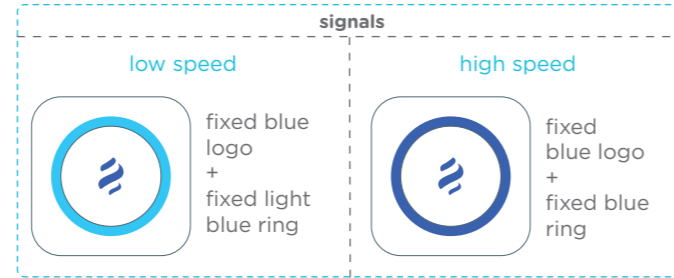 signals
low speed
high speed
fixed blue
logo
+
fixed light
blue ring
fixed
blue logo
+
fixed blue
ring